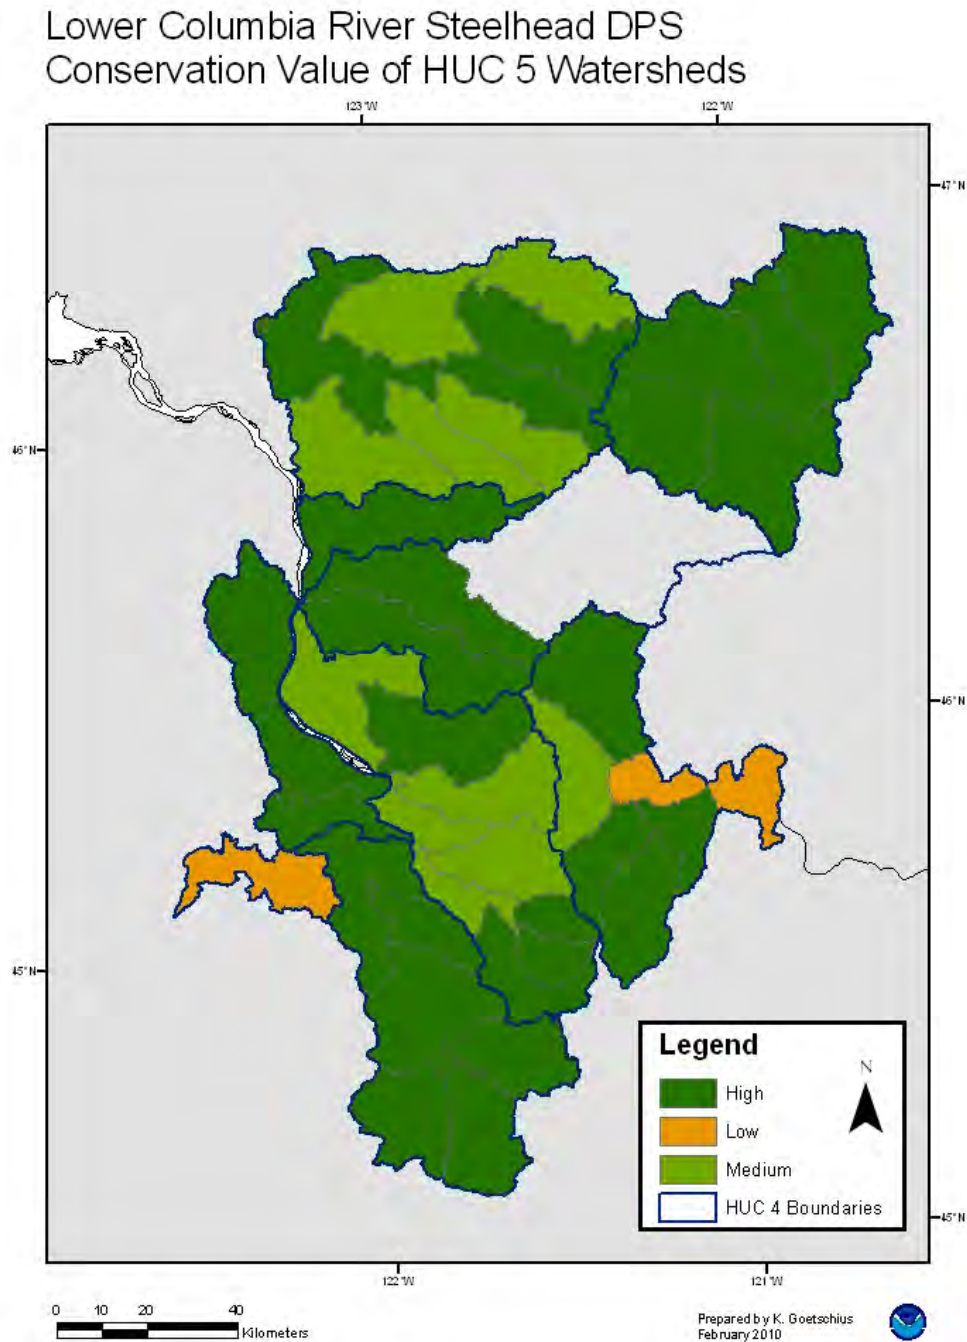 Lower Columbia River Steelhead DPS
Conservation Value of HUC 5 Watersheds
123°W
122°W
47°N
46°N
46°N
45°N
45°N
Legend
N
High
Low
Medium
HUC 4 Boundaries
122°W
121°W
0 10 20 40
Kilometers
Prepared by K. Goetschius
February 2010